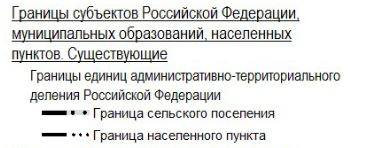 Границы субъектов Российской Федерации,
муниципальных образований, населенных
пунктов. Существующие
Границы единиц административно-территориального
деления Российской Федерации
Граница сельского поселения
Граница населенного пункта